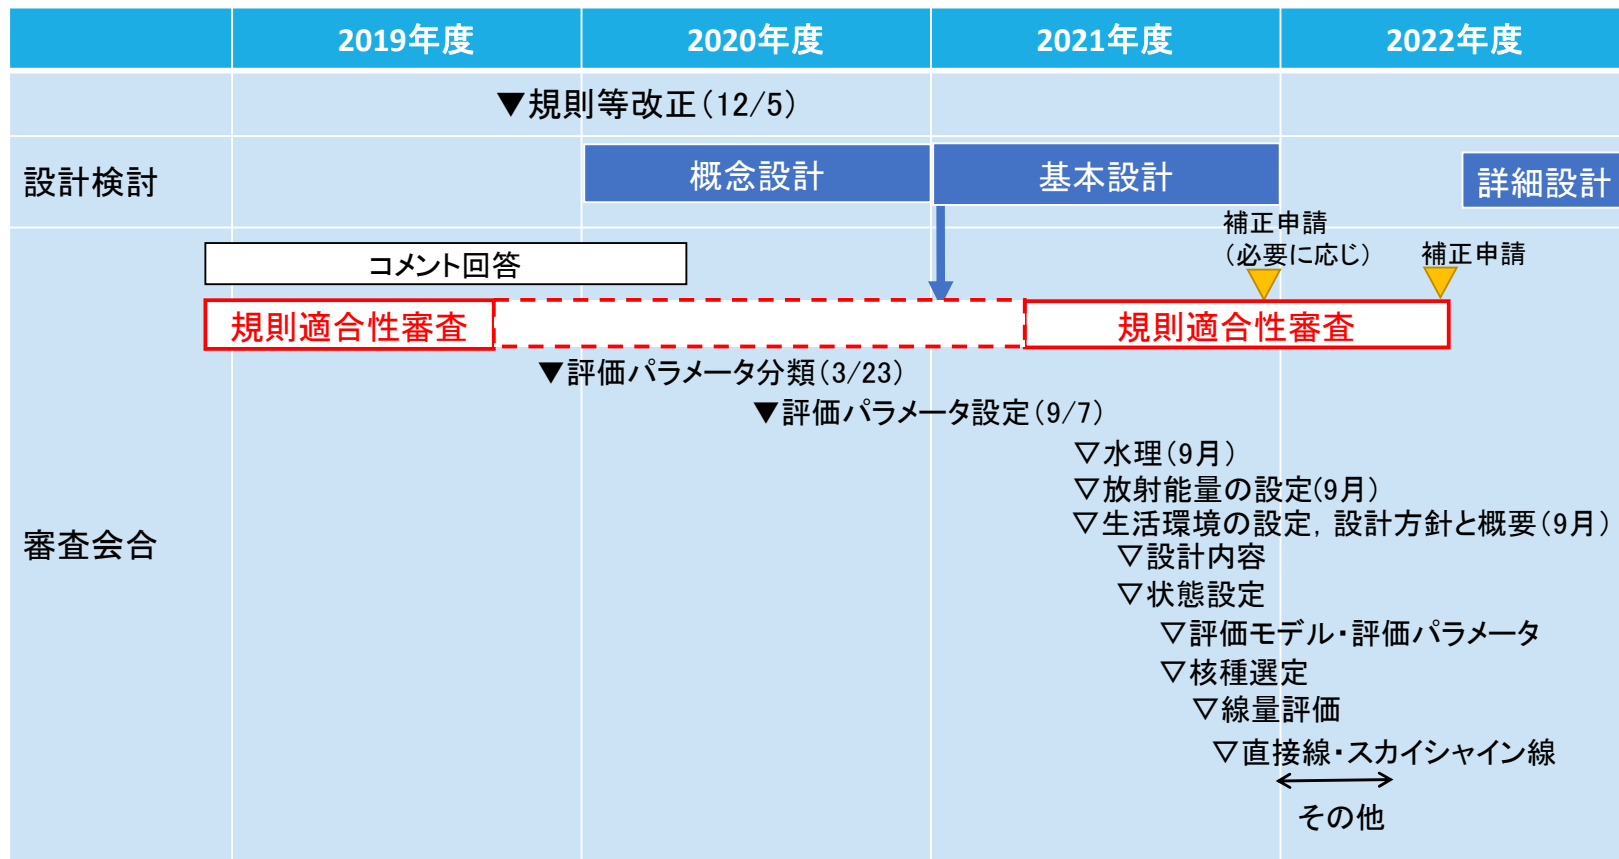 2019年度
2020年度
2021年度
2022年度
▼規則等改正(12/5)
設計検討
概念設計
基本設計
詳細設計
補正申請
(必要に応じ)
補正申請
コメント回答
規則適合性審査
規則適合性審査
審査会合
▼評価パラメータ分類(3/23)
▼評価パラメータ設定(9/7)
▽水理(9月)
▽放射能量の設定(9月)
▽生活環境の設定, 設計方針と概要(9月)
▽設計内容
▽状態設定
▽評価モデル・評価パラメータ
▽核種選定
▽線量評価
▽直接線・スカイシャイン線
その他